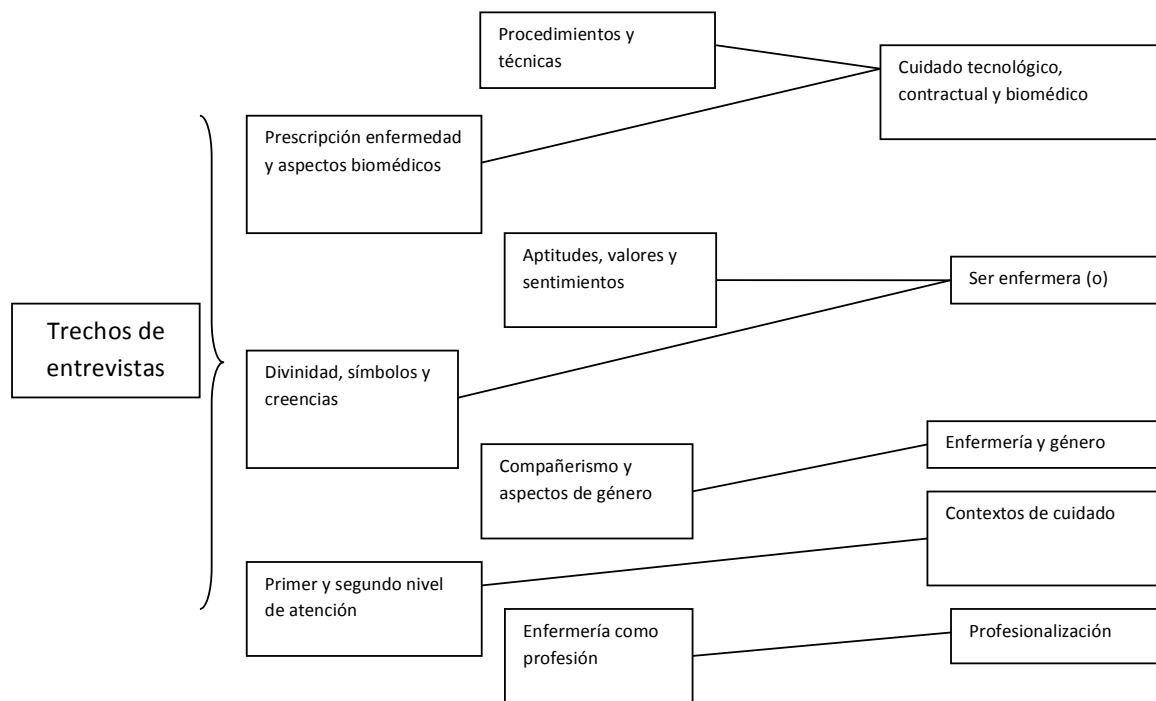 Procedimientos y
técnicas
Cuidado tecnológico,
contractual y biomédico
Prescripción enfermedad
y aspectos biomédicos
Aptitudes, valores y
sentimientos
Ser enfermera (o)
Trechos de
entrevistas
Divinidad, símbolos y
creencias
Compañerismo y
aspectos de género
Enfermería y género
Contextos de cuidado
Primer y segundo nivel
de atención
Enfermería como
profesión
Profesionalización